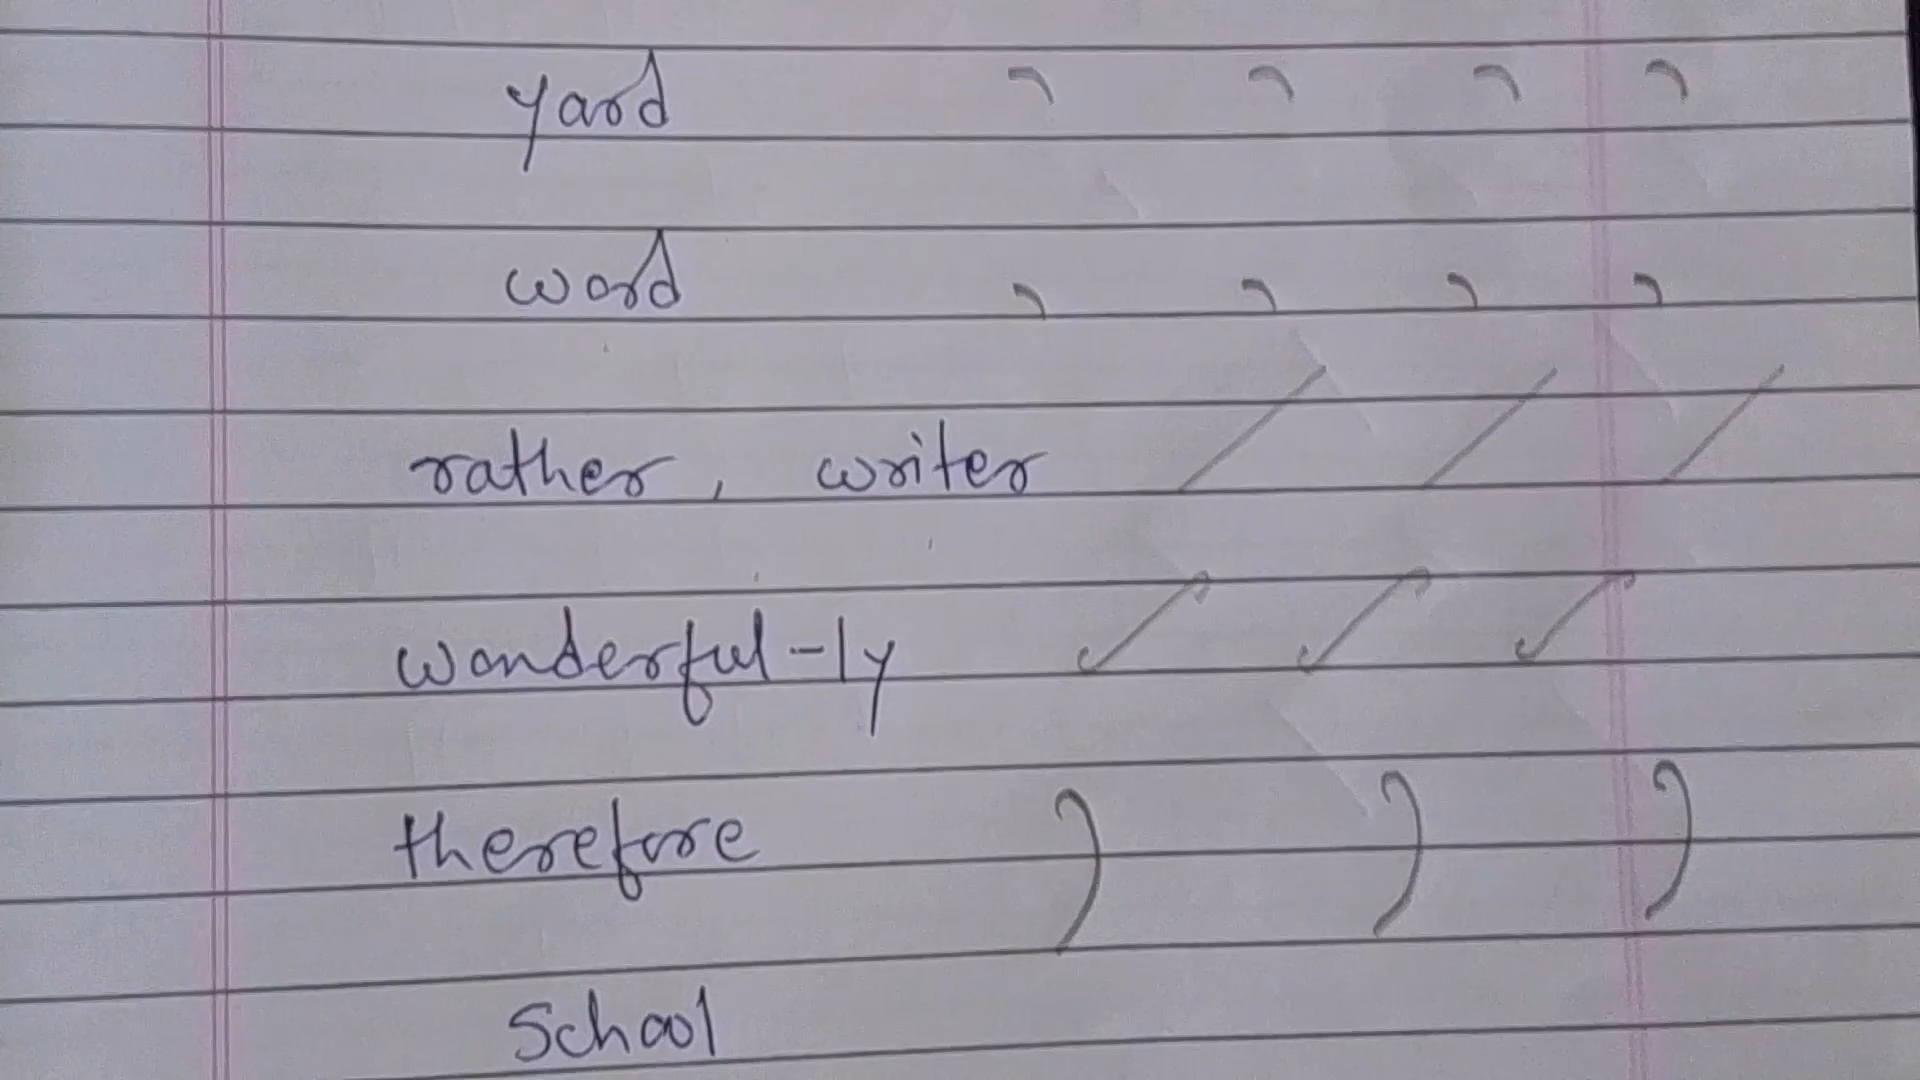 yard
word
rather, writer
wonderful-ly
therefore
School